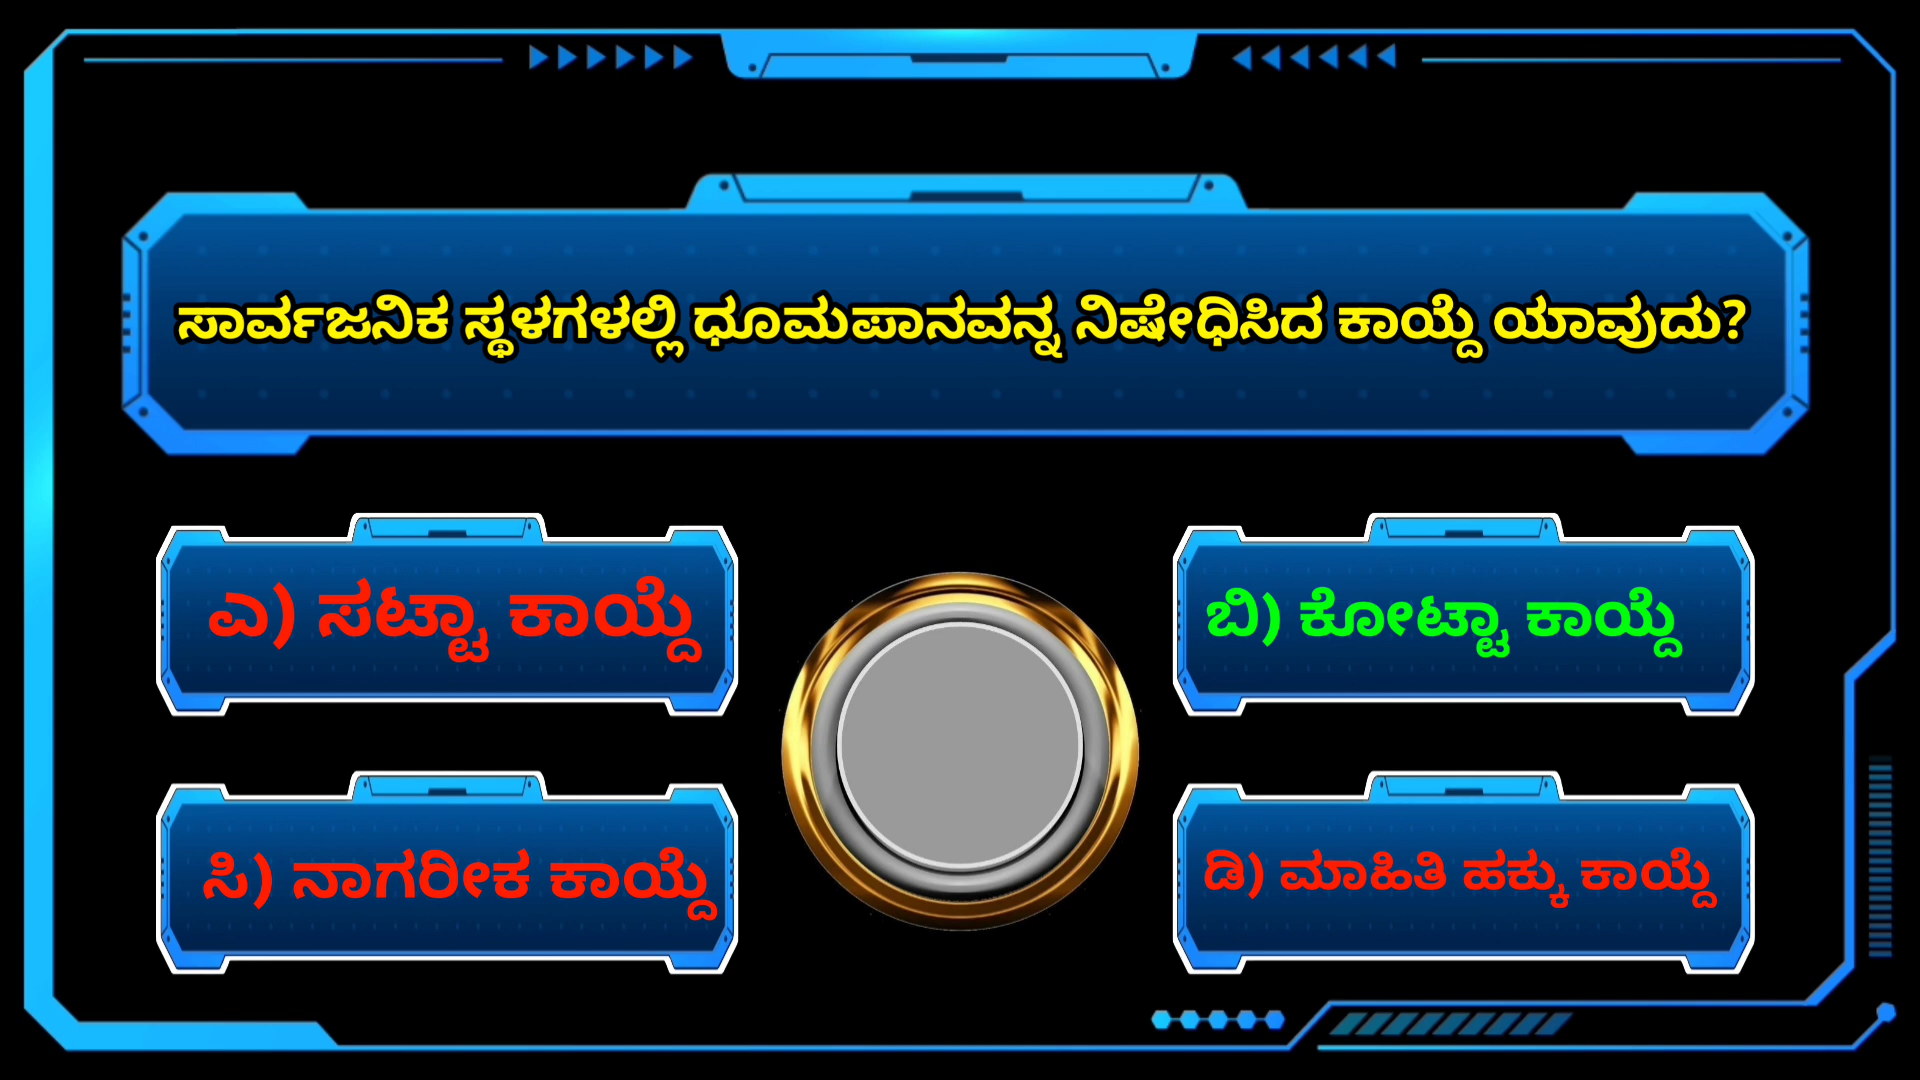 ಸಾರ್ವಜನಿಕ ಸ್ಥಳಗಳಲ್ಲಿ ಧೂಮಪಾನವನ್ನ ನಿಷೇಧಿಸಿದ ಕಾಯ್ದೆ ಯಾವುದು?
ಎ) ಸಟ್ಟಾ ಕಾಯ್ದೆ
ಬಿ) ಕೋಟ್ಟಾ ಕಾಯ್ದೆ
ಸಿ) ನಾಗರೀಕ ಕಾಯ್ದೆ
ಡಿ) ಮಾಹಿತಿ ಹಕ್ಕು ಕಾಯ್ದೆ